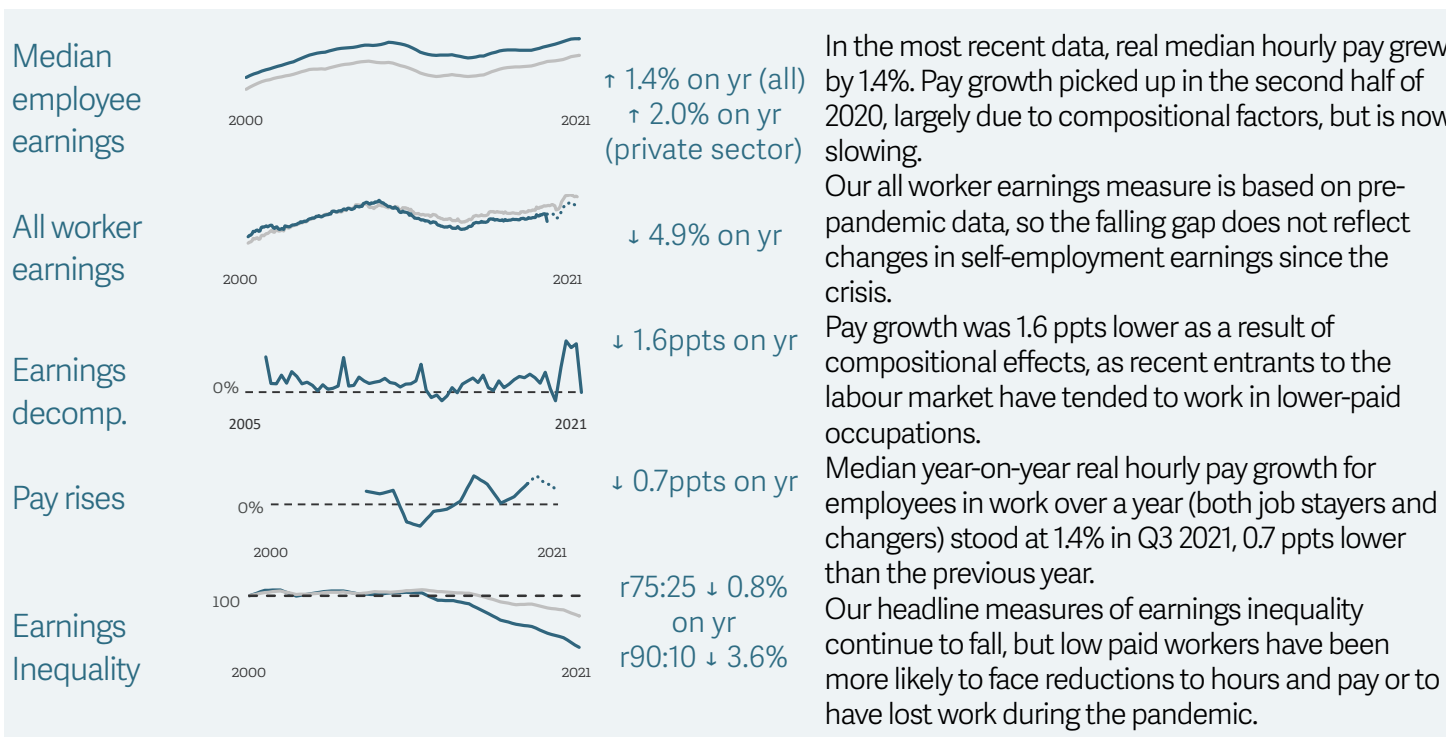 Median
employee
earnings
2000
2021
↑ 1.4% on yr (all)
↑ 2.0% on yr
(private sector)
In the most recent data, real median hourly pay grew
by 1.4%. Pay growth picked up in the second half of
2020, largely due to compositional factors, but is now
slowing.
All worker
earnings
2000
2021
↓ 4.9% on yr
Our all worker earnings measure is based on pre-
pandemic data, so the falling gap does not reflect
changes in self-employment earnings since the
crisis.
Earnings
decomp.
0%
2005
2021
↓ 1.6ppts on yr
Pay growth was 1.6 ppts lower as a result of
compositional effects, as recent entrants to the
labour market have tended to work in lower-paid
occupations.
Pay rises
0%
2000
2021
↓ 0.7ppts on yr
Median year-on-year real hourly pay growth for
employees in work over a year (both job stayers and
changers) stood at 1.4% in Q3 2021, 0.7 ppts lower
than the previous year.
Earnings
Inequality
100
2000
2021
r75:25 ↓ 0.8%
on yr
r90:10 ↓ 3.6%
Our headline measures of earnings inequality
continue to fall, but low paid workers have been
more likely to face reductions to hours and pay or to
have lost work during the pandemic.